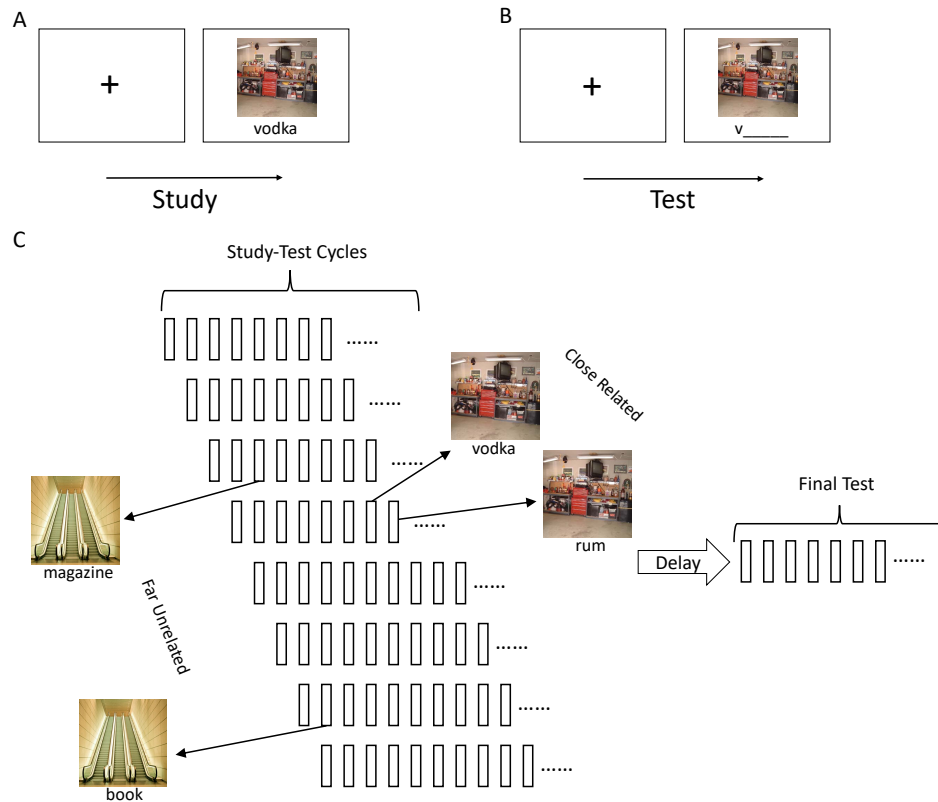 A
B
+
vodka
Study
+
v_____
Test
C
Study-Test Cycles
......
......
......
......
......
......
......
......
Close Related
vodka
rum
magazine
Far Unrelated
book
Delay
Final Test
......